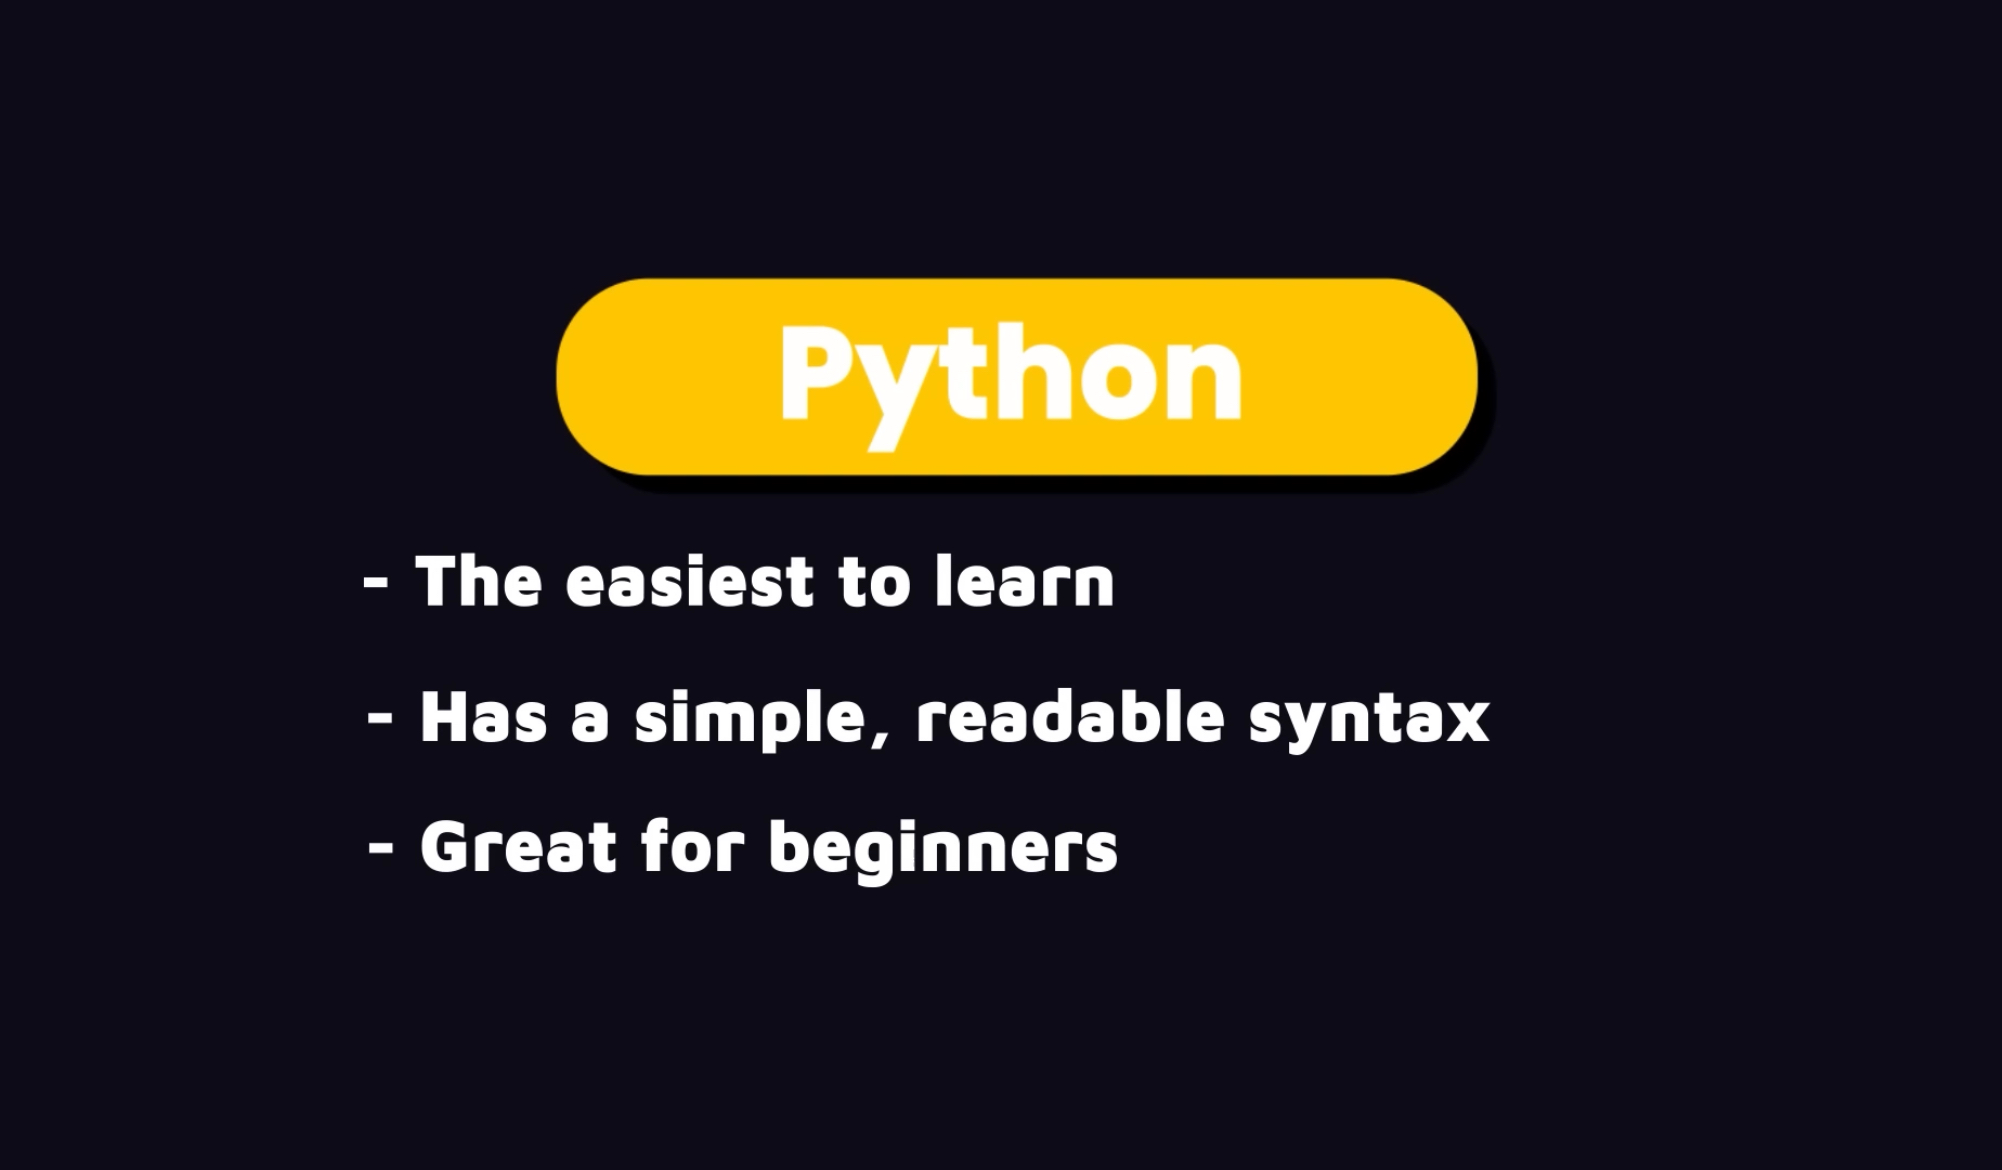 Python
- The easiest to learn
- Has a simple, readable syntax
- Great for beginners